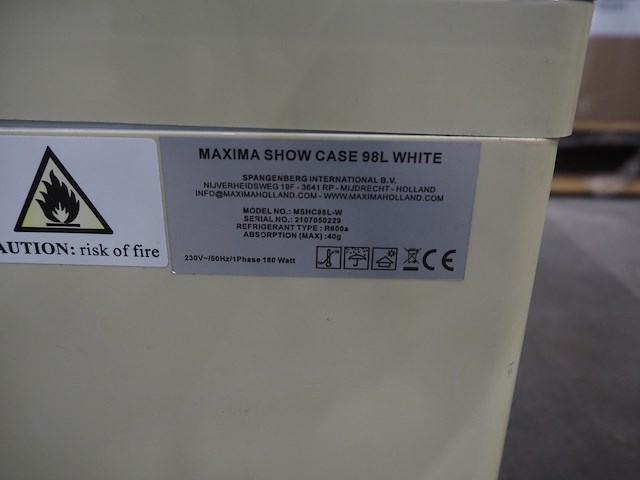 MAXIMA SHOW CASE 98L WHITE
SPANGENBERG INTERNATIONAL B.V.
NIJVERHEIDSWEG 19F - 3641 RP - MIJDRECHT - HOLLAND
INFO@MAXIMAHOLLAND.COM - WWW.MAXIMAHOLLAND.COM
MODEL NO.: MSHC98L-W
SERIAL NO.: 2107050229
REFRIGERANT TYPE : R600a
ABSORPTION (MAX) :40g
230V~/50Hz/1Phase 180 Watt
CE
AUTION: risk of fire